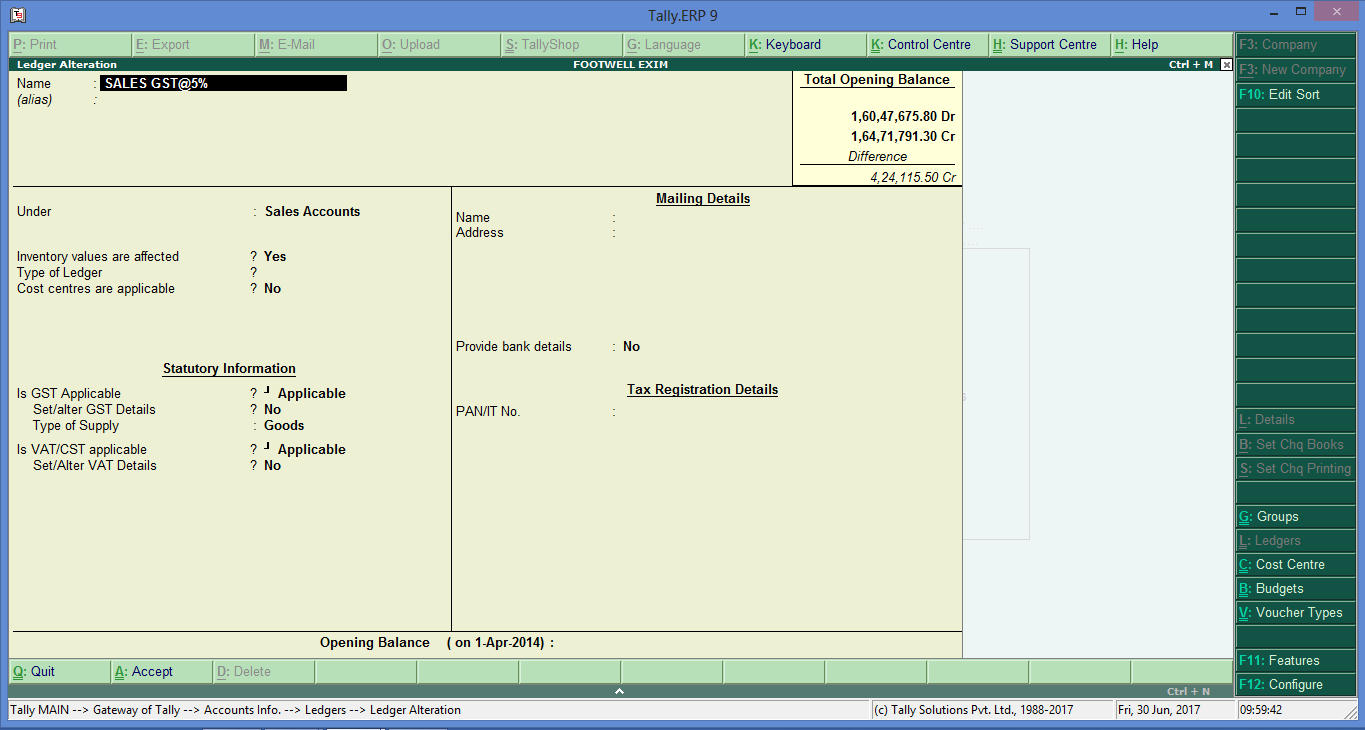 Tally.ERP 9
P: Print E: Export M: E-Mail O: Upload S: TallyShop G: Language K: Keyboard K: Control Centre H: Support Centre H: Help
Ledger Alteration FOOTWELL EXIM Ctrl + M
Name : SALES GST@5%
(alias) :
Total Opening Balance
1,60,47,675.80 Dr
1,64,71,791.30 Cr
Difference
4,24,115.50 Cr
Under : Sales Accounts
Inventory values are affected ? Yes
Type of Ledger ?
Cost centres are applicable ? No
Statutory Information
Is GST Applicable ? ┘ Applicable
Set/alter GST Details ? No
Type of Supply : Goods
Is VAT/CST applicable ? ┘ Applicable
Set/Alter VAT Details ? No
Mailing Details
Name :
Address :
Provide bank details : No
Tax Registration Details
PAN/IT No. :
Opening Balance ( on 1-Apr-2014) :
F3: Company
F3: New Company
F10: Edit Sort
L: Details
B: Set Chq Books
S: Set Chq Printing
G: Groups
L: Ledgers
C: Cost Centre
B: Budgets
V: Voucher Types
F11: Features
F12: Configure
Q: Quit A: Accept D: Delete
Ctrl + N
Tally MAIN --> Gateway of Tally --> Accounts Info. --> Ledgers --> Ledger Alteration (c) Tally Solutions Pvt. Ltd., 1988-2017 Fri, 30 Jun, 2017 09:59:42